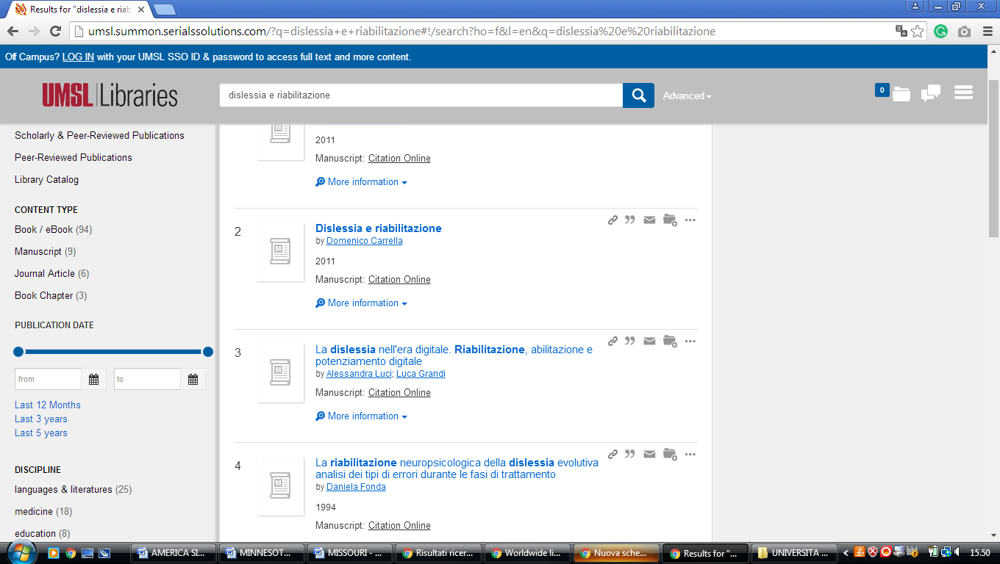 Results for "dislessia e riab
umsl.summon.serialssolutions.com/?q=dislessia+e+riabilitazione#!/search?ho=f&l=en&q=dislessia%20e%20riabilitazione
Off Campus? LOG IN with your UMSL SSO ID & password to access full text and more content.
UMSL Libraries
dislessia e riabilitazione
Advanced
0
Scholarly & Peer-Reviewed Publications
Peer-Reviewed Publications
Library Catalog
CONTENT TYPE
Book / eBook (94)
Manuscript (9)
Journal Article (6)
Book Chapter (3)
PUBLICATION DATE
from
to
Last 12 Months
Last 3 years
Last 5 years
DISCIPLINE
languages & literatures (25)
medicine (18)
education (8)
M
2011
Manuscript: Citation Online
More information
2
M
Dislessia e riabilitazione
by Domenico Carrella
2011
Manuscript: Citation Online
More information
3
M
La dislessia nell'era digitale. Riabilitazione, abilitazione e
potenziamento digitale
by Alessandra Luci; Luca Grandi
Manuscript: Citation Online
More information
4
M
La riabilitazione neuropsicologica della dislessia evolutiva
analisi dei tipi di errori durante le fasi di trattamento
by Daniela Fonda
1994
Manuscript: Citation Online
AMERICA SI...
MINNESOT...
MISSOURI - ...
Risultati ricer...
Worldwide li...
Nuova sche...
Results for "...
UNIVERSITA ...
15.50